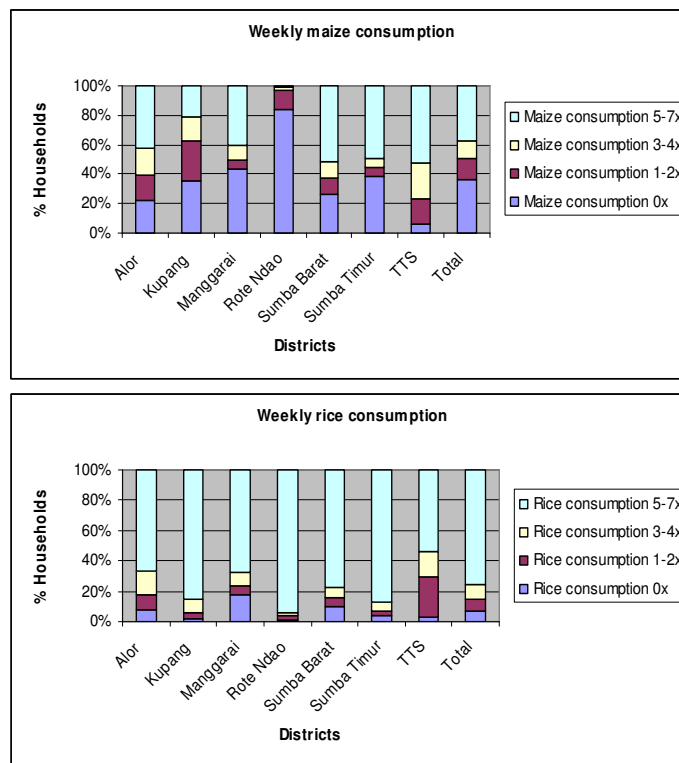 Weekly maize consumption
100%
80%
60%
40%
20%
0%
% Households
Alor
Kupang
Manggarai
Rote Ndao
Sumba Barat
Sumba Timur
TTS
Total
Districts
Maize consumption 5-7x
Maize consumption 3-4x
Maize consumption 1-2x
Maize consumption 0x
Weekly rice consumption
100%
80%
60%
40%
20%
0%
% Households
Alor
Kupang
Manggarai
Rote Ndao
Sumba Barat
Sumba Timur
TTS
Total
Districts
Rice consumption 5-7x
Rice consumption 3-4x
Rice consumption 1-2x
Rice consumption 0x